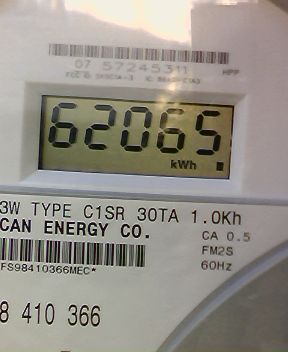 07 57245311 HPP
62065
kWh
3W TYPE C1SR 30TA 1.0Kh
CAN ENERGY CO.
CA 0.5
FM2S
FS98410366MEC*
60Hz
8 410 366